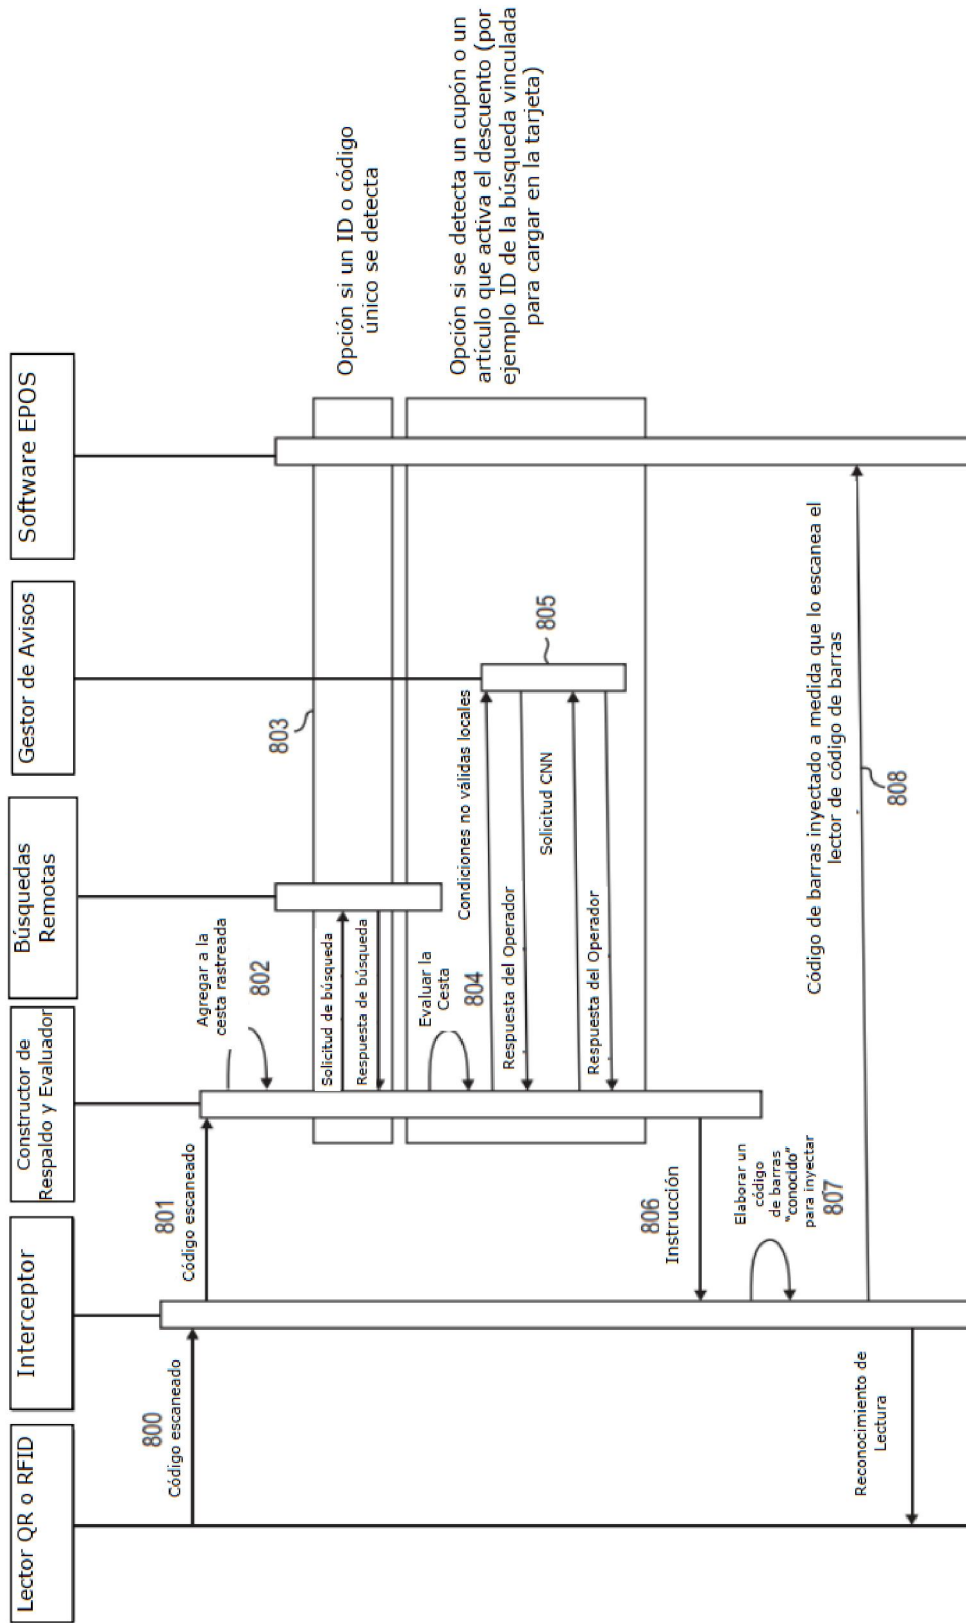 Lector QR o RFID
Interceptor
Constructor de
Respaldo y Evaluador
Búsquedas
Remotas
Gestor de Avisos
Software EPOS
800
Código escaneado
801
Código escaneado
Agregar a la
cesta rastreada
802
803
Opción si un ID o código
único se detecta
Solicitud de búsqueda
Respuesta de búsqueda
Evaluar la
Cesta
804
Opción si se detecta un cupón o un
artículo que activa el descuento (por
ejemplo ID de la búsqueda vinculada
para cargar en la tarjeta)
Condiciones no válidas locales
Respuesta del Operador
Solicitud CNN
805
Respuesta del Operador
806
Instrucción
Elaborar un
código
de barras
“conocido”
para inyectar
807
Código de barras inyectado a medida que lo escanea el
lector de código de barras
808
Reconocimiento de
Lectura